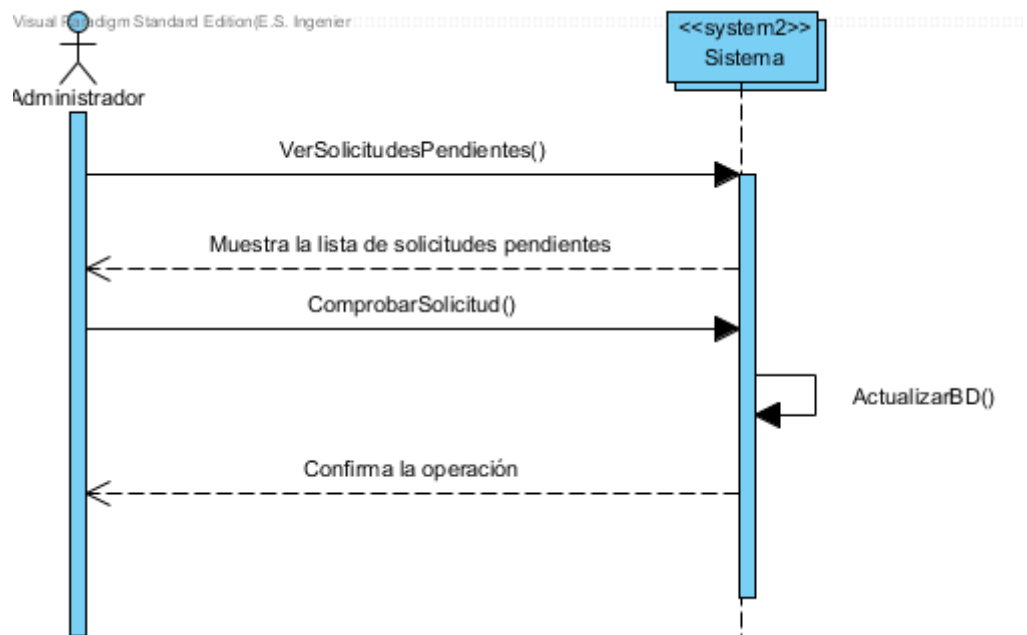 Visual Paradigm Standard Edition(E.S. Ingenier
<<system2>>
Sistema
Administrador
VerSolicitudesPendientes()
Muestra la lista de solicitudes pendientes
ComprobarSolicitud()
ActualizarBD()
Confirma la operación